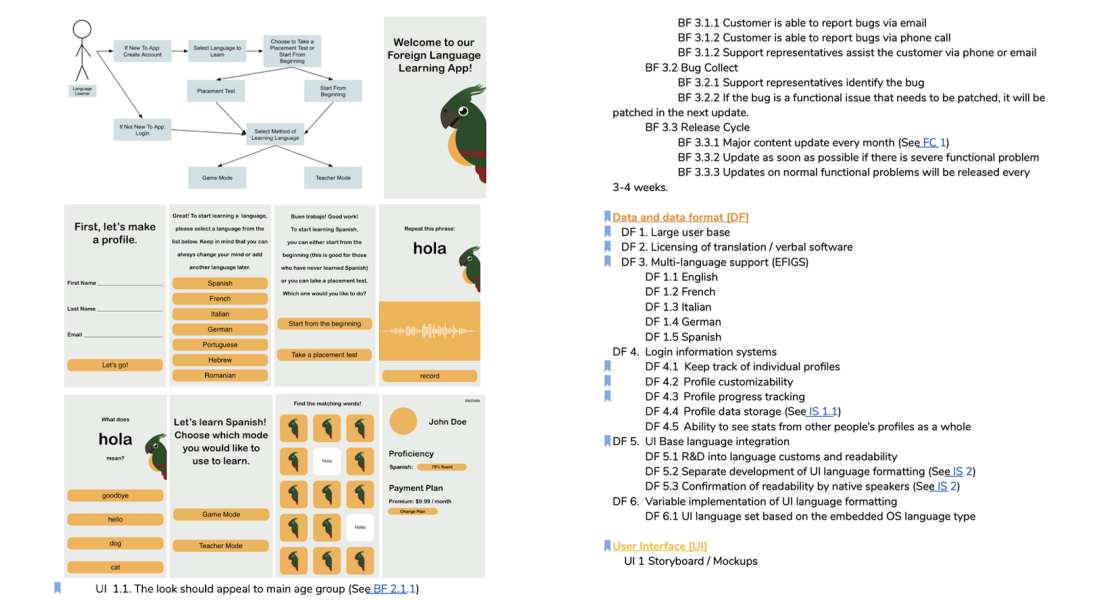 Language
Learner
If New To App:
Create Account
Select Language to
Learn
Choose to Take a
Placement Test or
Start From
Beginning
Placement Test
Start From
Beginning
If Not New To App:
Login
Select Method of
Learning Language
Game Mode
Teacher Mode
Welcome to our
Foreign Language
Learning App!
First, let's make
a profile.
First Name
Last Name
Email
Let's go!
Great! To start learning a language,
please select a language from the
list below. Keep in mind that you can
always change your mind or add
another language later.
Spanish
French
Italian
German
Portuguese
Hebrew
Romanian
Buen trabajo! Good work!
To start learning Spanish,
you can either start from the
beginning (this is good for those
who have never learned Spanish)
or you can take a placement test.
Which one would you like to do?
Start from the beginning
Take a placement test
Repeat this phrase:
hola
record
What does
hola
mean?
goodbye
hello
dog
cat
Let's learn Spanish!
Choose which mode
you would like to
use to learn.
Game Mode
Teacher Mode
Find the matching words!
Hola
Hello
John Doe
Proficiency
Spanish: 76% fluent
Payment Plan
Premium: $9.99 / month
Change Plan
UI 1.1. The look should appeal to main age group (See BF 2.1.1)
BF 3.1.1 Customer is able to report bugs via email
BF 3.1.2 Customer is able to report bugs via phone call
BF 3.1.2 Support representatives assist the customer via phone or email
BF 3.2 Bug Collect
BF 3.2.1 Support representatives identify the bug
BF 3.2.2 If the bug is a functional issue that needs to be patched, it will be
patched in the next update.
BF 3.3 Release Cycle
BF 3.3.1 Major content update every month (See FC 1)
BF 3.3.2 Update as soon as possible if there is severe functional problem
BF 3.3.3 Updates on normal functional problems will be released every
3-4 weeks.
Data and data format [DF]
DF 1. Large user base
DF 2. Licensing of translation / verbal software
DF 3. Multi-language support (EFIGS)
DF 1.1 English
DF 1.2 French
DF 1.3 Italian
DF 1.4 German
DF 1.5 Spanish
DF 4. Login information systems
DF 4.1 Keep track of individual profiles
DF 4.2 Profile customizability
DF 4.3 Profile progress tracking
DF 4.4 Profile data storage (See IS 1.1)
DF 4.5 Ability to see stats from other people's profiles as a whole
DF 5. UI Base language integration
DF 5.1 R&D into language customs and readability
DF 5.2 Separate development of UI language formatting (See IS 2)
DF 5.3 Confirmation of readability by native speakers (See IS 2)
DF 6. Variable implementation of UI language formatting
DF 6.1 UI language set based on the embedded OS language type
User Interface [UI]
UI 1 Storyboard / Mockups